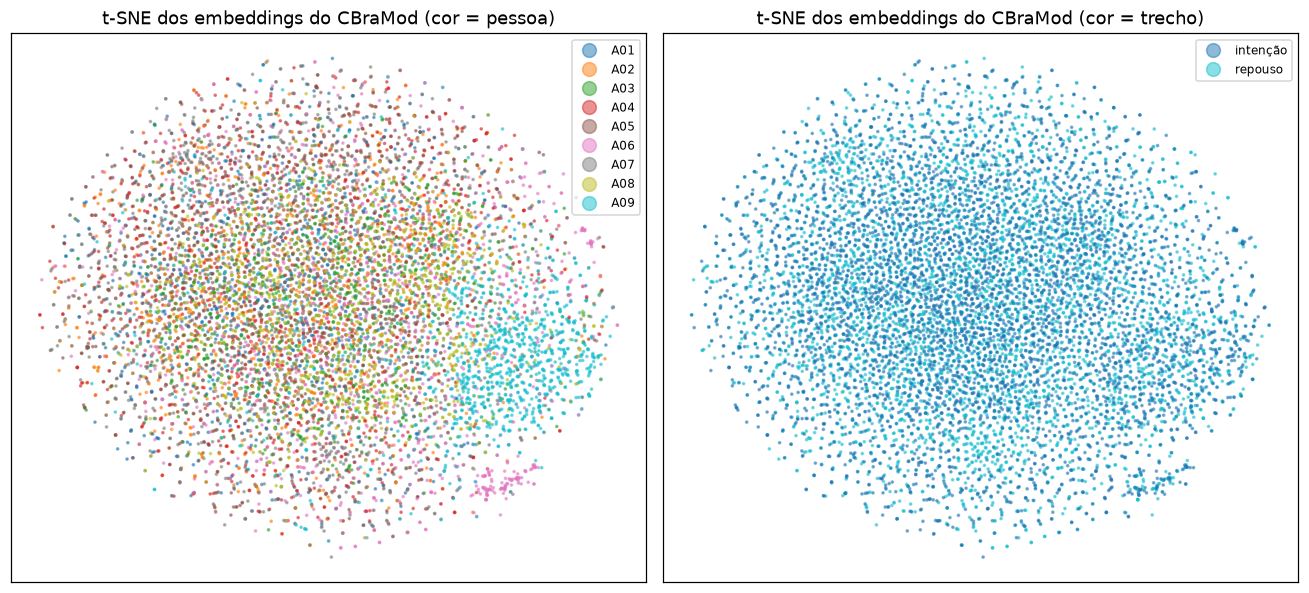 t-SNE dos embeddings do CBraMod (cor = pessoa)
A01
A02
A03
A04
A05
A06
A07
A08
A09
t-SNE dos embeddings do CBraMod (cor = trecho)
intenção
repouso